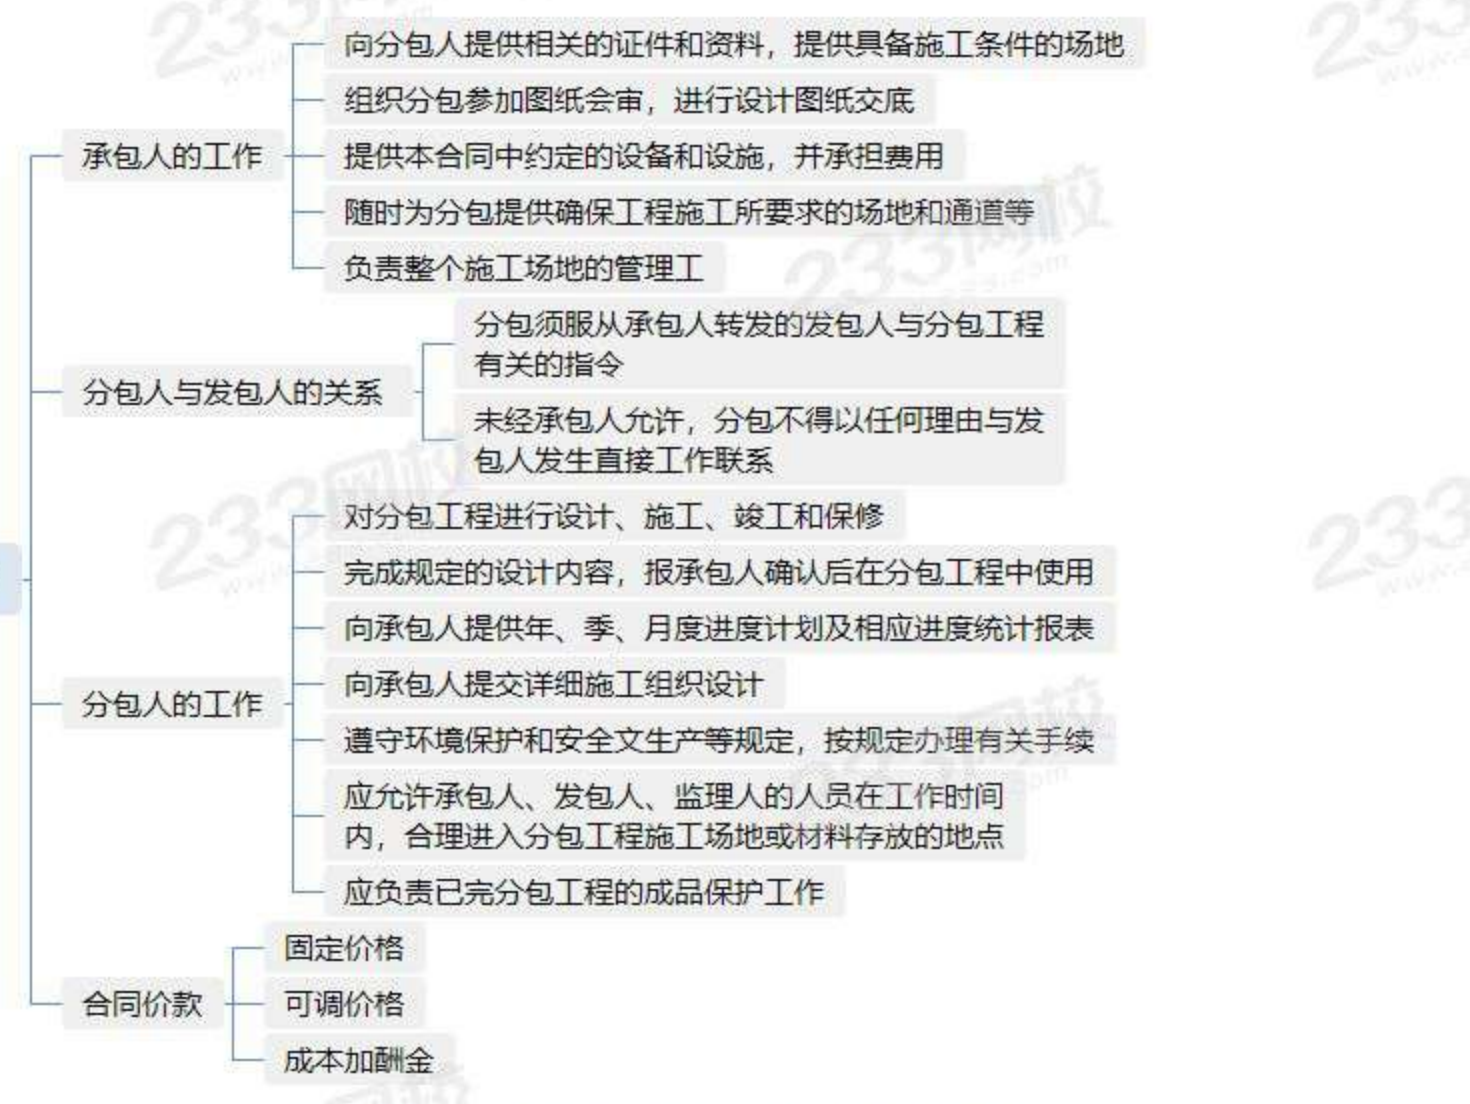 向分包人提供相关的证件和资料，提供具备施工条件的场地
组织分包参加图纸会审，进行设计图纸交底
承包人的工作
提供本合同中约定的设备和设施，并承担费用
随时为分包提供确保工程施工所要求的场地和通道等
负责整个施工场地的管理工
分包须服从承包人转发的发包人与分包工程
有关的指令
分包人与发包人的关系
未经承包人允许，分包不得以任何理由与发
包人发生直接工作联系
对分包工程进行设计、施工、竣工和保修
完成规定的设计内容，报承包人确认后在分包工程中使用
向承包人提供年、季、月度进度计划及相应进度统计报表
向承包人提交详细施工组织设计
分包人的工作
遵守环境保护和安全文生产等规定，按规定办理有关手续
应允许承包人、发包人、监理人的人员在工作时间
内，合理进入分包工程施工场地或材料存放的地点
应负责已完分包工程的成品保护工作
固定价格
合同价款
可调价格
成本加酬金
233网校
233网校
233网校
233
233